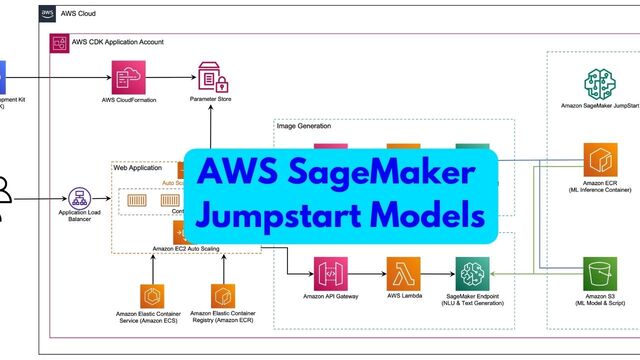 aws
AWS Cloud
AWS CDK Application Account
opment Kit
K)
AWS CloudFormation
Parameter Store
Amazon SageMaker JumpStart
Image Generation
Web Application
Auto Sca
AWS SageMaker
Jumpstart Models
Cont
Amazon ECR
(ML Inference Container)
Application Load
Balancer
Amazon EC2 Auto Scaling
Amazon API Gateway
AWS Lambda
SageMaker Endpoint
(NLU & Text Generation)
Amazon S3
(ML Model & Script)
Amazon Elastic Container
Service (Amazon ECS)
Amazon Elastic Container
Registry (Amazon ECR)